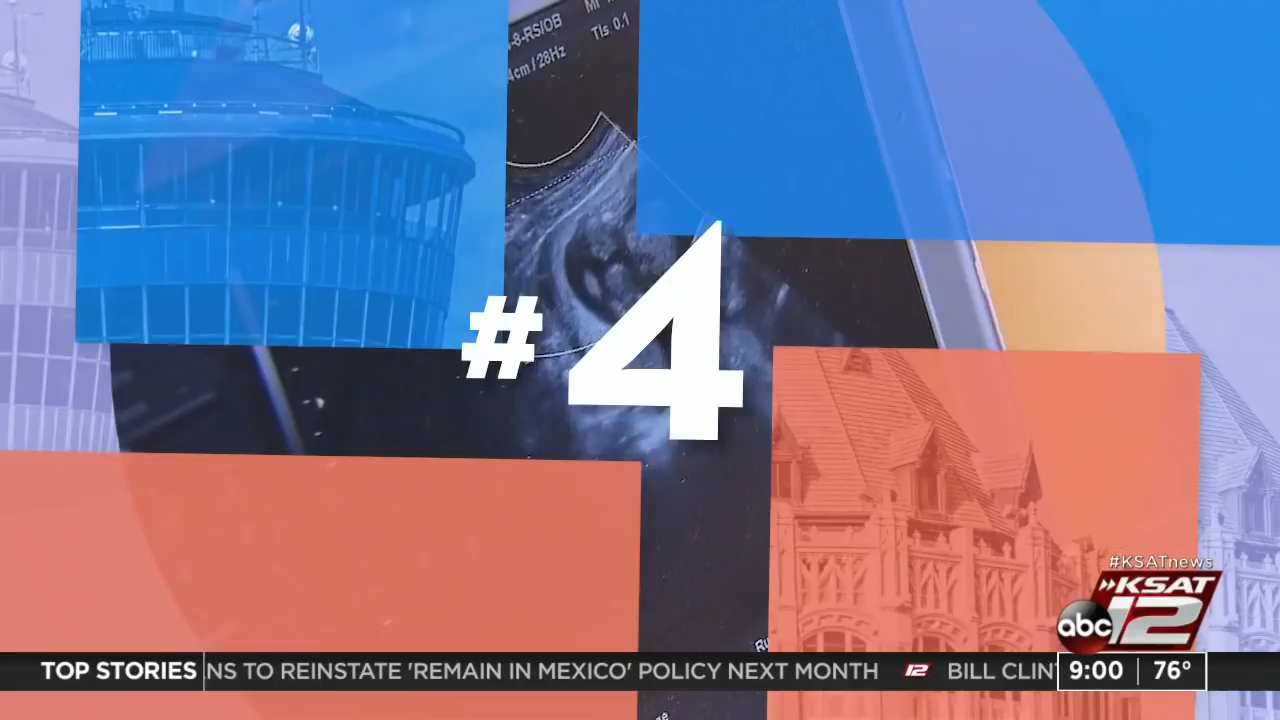 -8-RS/OB
4cm / 28Hz
MI
TIs 0.1
#4
#KSATnews
KSAT
abc 12
TOP STORIES NS TO REINSTATE 'REMAIN IN MEXICO' POLICY NEXT MONTH 12 BILL CLIN 9:00 76°